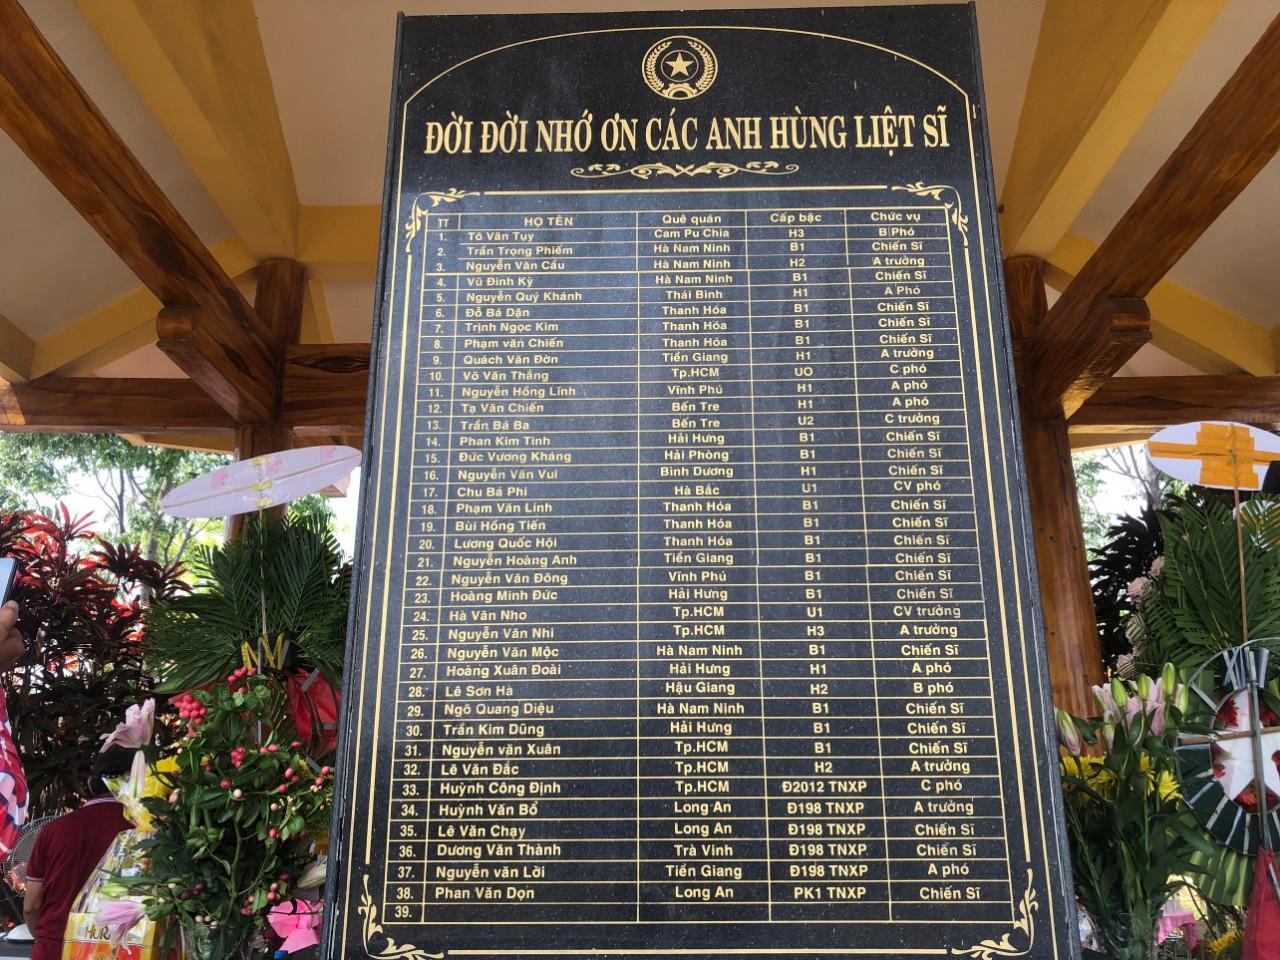 ĐỜI ĐỜI NHỚ ƠN CÁC ANH HÙNG LIỆT SĨ
TT HỌ TÊN Quê quán Cấp bậc Chức vụ
1. Tô Văn Tụy Cam Pu Chia H3 B Phó
2. Trần Trọng Phiếm Hà Nam Ninh B1 Chiến Sĩ
3. Nguyễn Văn Cẩu Hà Nam Ninh H2 A trưởng
4. Vũ Đình Kỳ Hà Nam Ninh B1 Chiến Sĩ
5. Nguyễn Quý Khánh Thái Bình H1 A Phó
6. Đỗ Bá Dận Thanh Hóa B1 Chiến Sĩ
7. Trịnh Ngọc Kim Thanh Hóa B1 Chiến Sĩ
8. Phạm văn Chiến Thanh Hóa B1 Chiến Sĩ
9. Quách Văn Đờn Tiền Giang H1 A trưởng
10. Võ Văn Thắng Tp.HCM UO C phó
11. Nguyễn Hồng Lĩnh Vĩnh Phú H1 A phó
12. Tạ Văn Chiến Bến Tre H1 A phó
13. Trần Bá Ba Bến Tre U2 C trưởng
14. Phan Kim Tinh Hải Hưng B1 Chiến Sĩ
15. Đức Vương Kháng Hải Phòng B1 Chiến Sĩ
16. Nguyễn Văn Vui Bình Dương H1 Chiến Sĩ
17. Chu Bá Phi Hà Bắc U1 CV phó
18. Phạm Văn Lính Thanh Hóa B1 Chiến Sĩ
19. Bùi Hồng Tiến Thanh Hóa B1 Chiến Sĩ
20. Lương Quốc Hội Thanh Hóa B1 Chiến Sĩ
21. Nguyễn Hoàng Anh Tiền Giang B1 Chiến Sĩ
22. Nguyễn Văn Đông Vĩnh Phú B1 Chiến Sĩ
23. Hoàng Minh Đức Hải Hưng B1 Chiến Sĩ
24. Hà Văn Nho Tp.HCM U1 CV trưởng
25. Nguyễn Văn Nhi Tp.HCM H3 A trưởng
26. Nguyễn Văn Mộc Hà Nam Ninh B1 Chiến Sĩ
27. Hoàng Xuân Đoài Hải Hưng H1 A phó
28. Lê Sơn Hà Hậu Giang H2 B phó
29. Ngô Quang Diệu Hà Nam Ninh B1 Chiến Sĩ
30. Trần Kim Dũng Hải Hưng B1 Chiến Sĩ
31. Nguyễn văn Xuân Tp.HCM B1 Chiến Sĩ
32. Lê Văn Đắc Tp.HCM H2 A trưởng
33. Huỳnh Công Định Tp.HCM Đ2012 TNXP C phó
34. Huỳnh Văn Bổ Long An Đ198 TNXP A trưởng
35. Lê Văn Chạy Long An Đ198 TNXP Chiến Sĩ
36. Dương Văn Thành Trà Vinh Đ198 TNXP Chiến Sĩ
37. Nguyễn văn Lời Tiền Giang Đ198 TNXP A phó
38. Phan Văn Dọn Long An PK1 TNXP Chiến Sĩ
39.